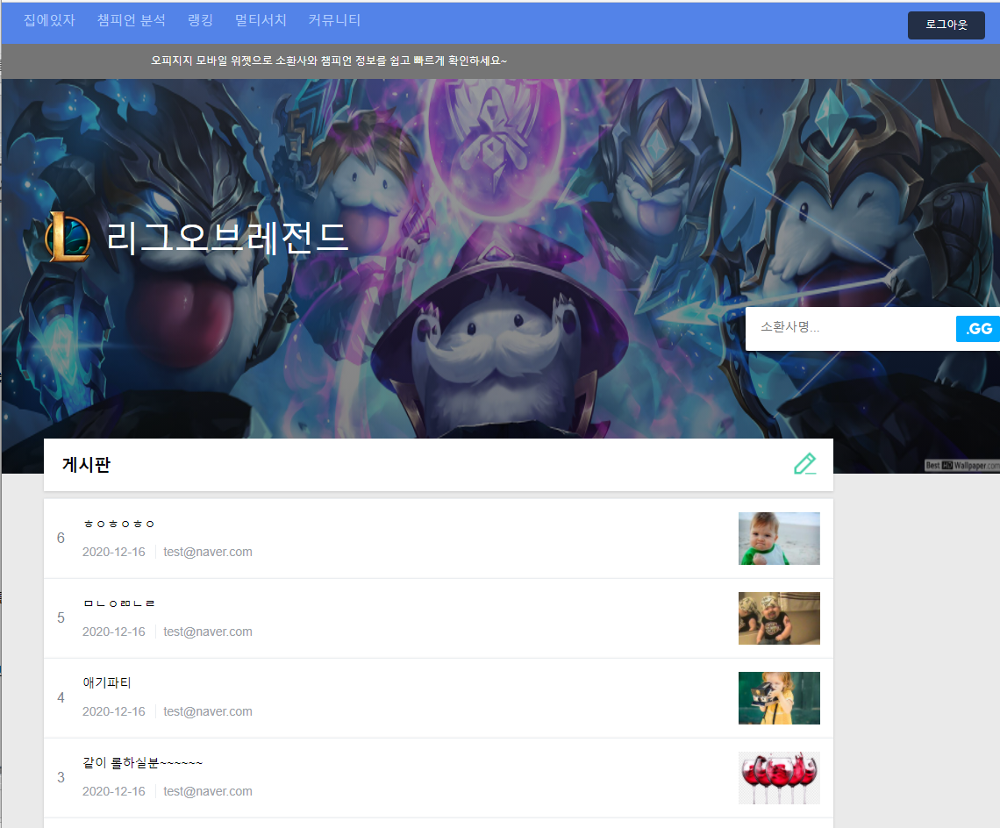 집에있자 챔피언 분석 랭킹 멀티서치 커뮤니티 로그아웃
오피지지 모바일 위젯으로 소환사와 챔피언 정보를 쉽고 빠르게 확인하세요~
리그오브레전드
소환사명... .GG
Best HD Wallpaper.com
게시판
6 ㅎㅇㅎㅇㅎㅇ
2020-12-16 test@naver.com
5 ㅁㄴㅇㄻㄴㄹ
2020-12-16 test@naver.com
4 애기파티
2020-12-16 test@naver.com
3 같이 롤하실분~~~~~~
2020-12-16 test@naver.com